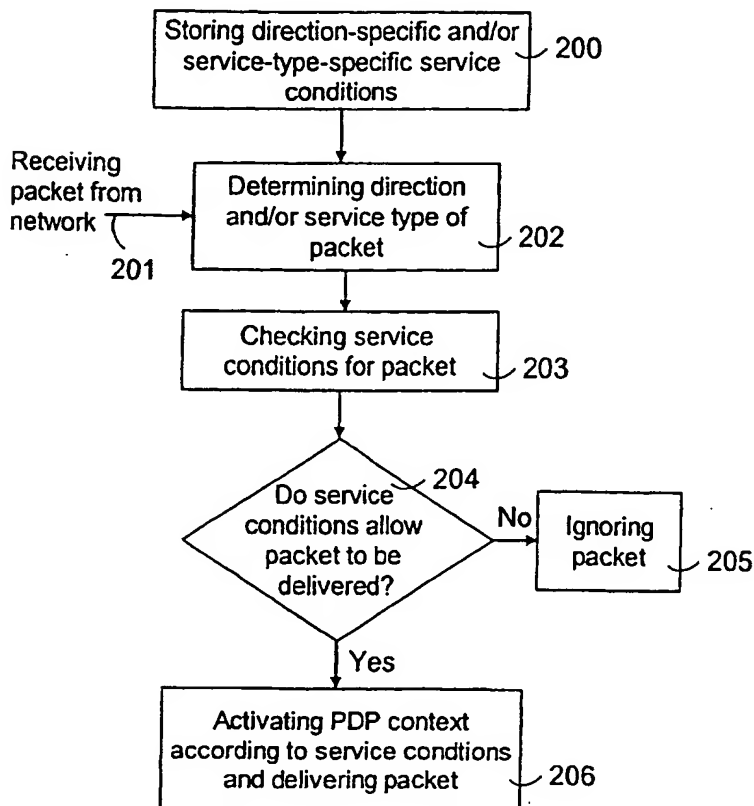 Storing direction-specific and/or
service-type-specific service
conditions
200
Receiving
packet from
network
201
Determining direction
and/or service type of
packet
202
Checking service
conditions for packet
203
204
Do service
conditions allow
packet to be
delivered?
No
Ignoring
packet
205
Yes
Activating PDP context
according to service condtions
and delivering packet
206